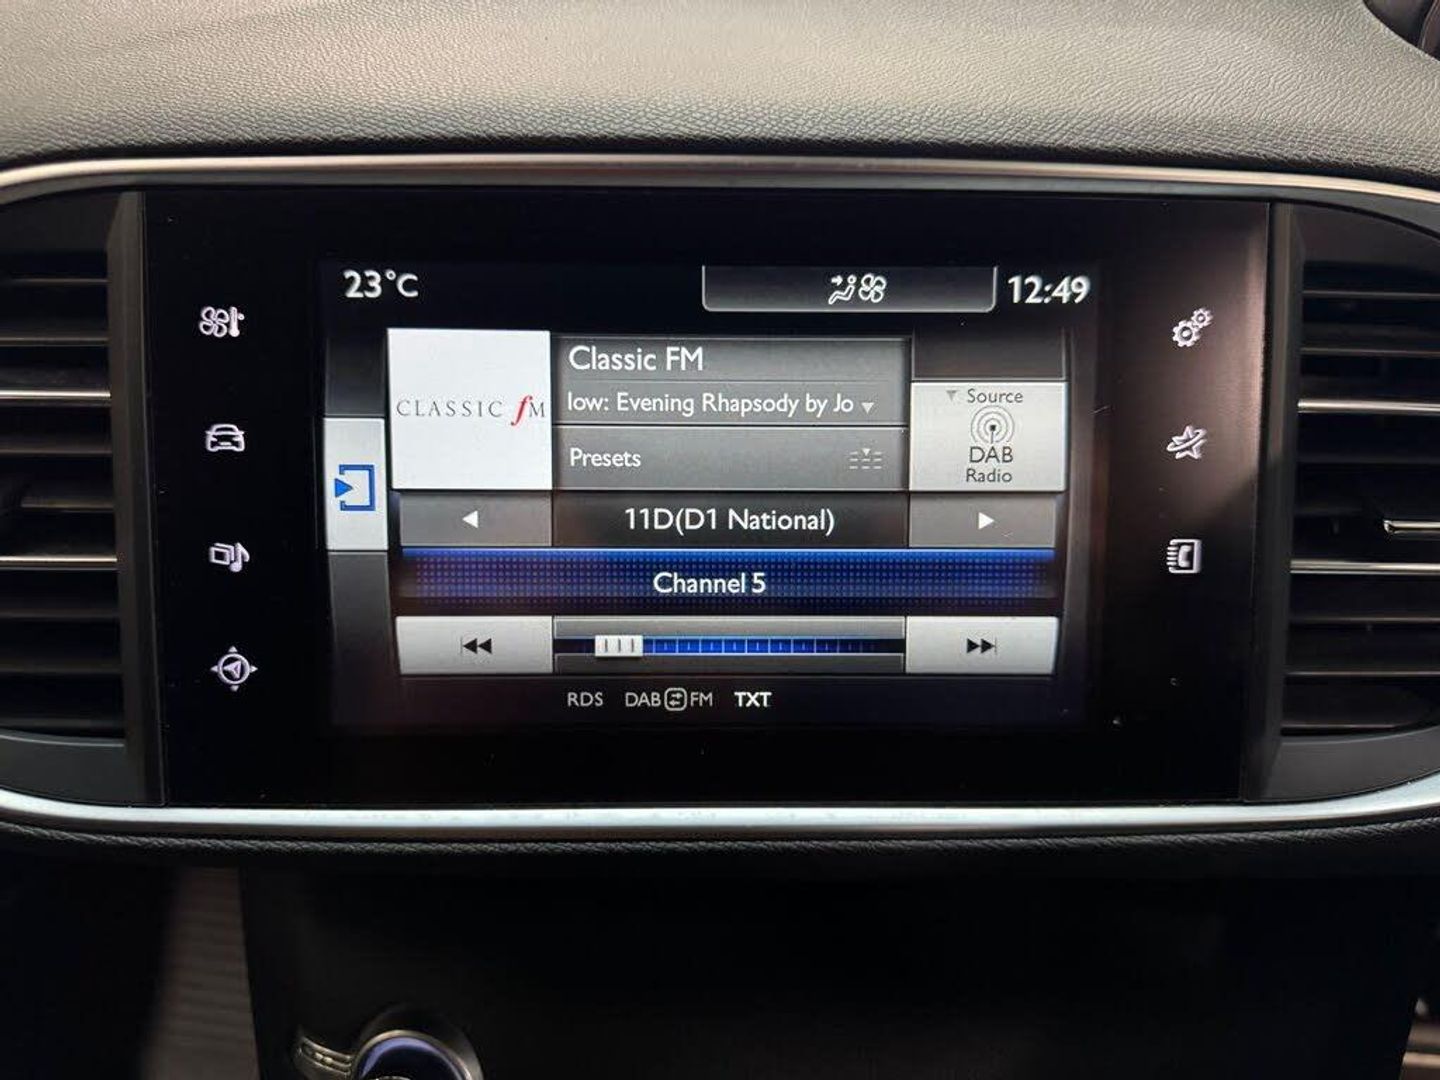 23°C
12:49
CLASSIC fM
Classic FM
low: Evening Rhapsody by Jo
Presets
Source
DAB
Radio
11D(D1 National)
Channel 5
RDS DAB FM TXT